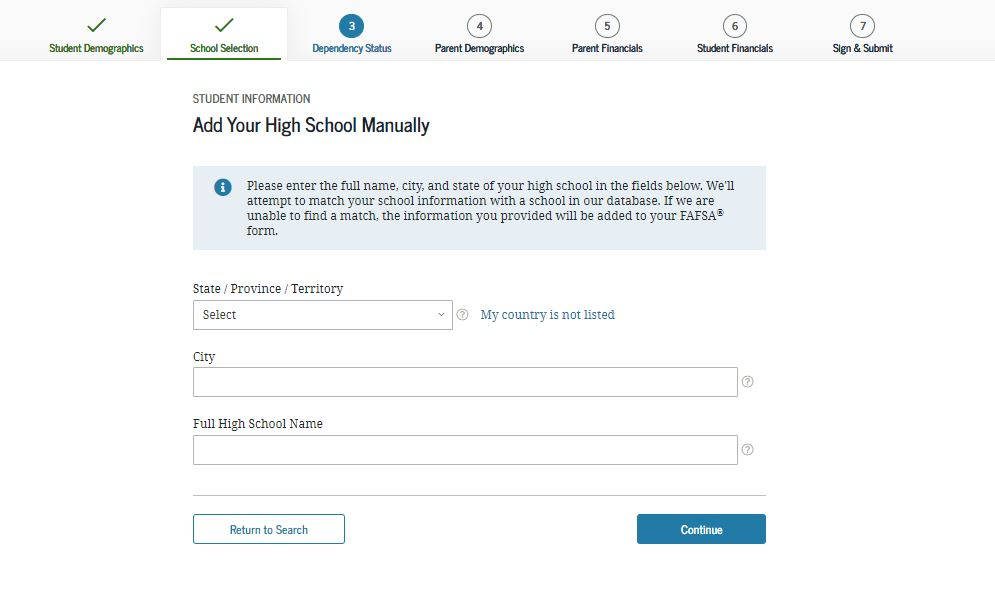 Student Demographics
School Selection
3
Dependency Status
4
Parent Demographics
5
Parent Financials
6
Student Financials
7
Sign & Submit
STUDENT INFORMATION
Add Your High School Manually
i
Please enter the full name, city, and state of your high school in the fields below. We'll
attempt to match your school information with a school in our database. If we are
unable to find a match, the information you provided will be added to your FAFSA®
form.
State / Province / Territory
Select
?
My country is not listed
City
?
Full High School Name
?
Return to Search
Continue